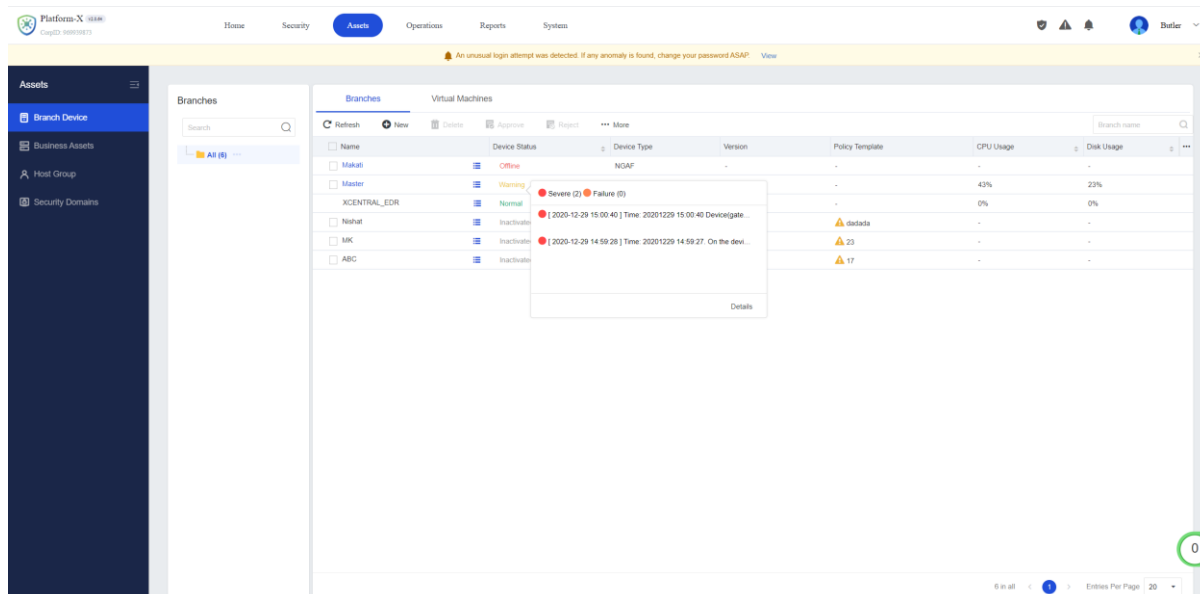 Platform-X
Home Security Assets Operations Reports System
Butler
An unusual login attempt was detected. If any anomaly is found, change your password ASAP. View
Assets
Branch Device
Business Assets
Host Group
Security Domains
Branches
Search
All (6)
Branches Virtual Machines
Refresh New Delete Approve Reject More
Branch name
Name Device Status Device Type Version Policy Template CPU Usage Disk Usage
Makati Offline NGAF - - - -
Master Warning - 43% 23%
XCENTRAL_EDR Normal - 0% 0%
Nishat Inactivate dadada - -
MK Inactivate 23 - -
ABC Inactivate 17 - -
Severe (2) Failure (0)
[ 2020-12-29 15:00:40 ] Time: 20201229 15:00:40 Device(gate...
[ 2020-12-29 14:59:28 ] Time: 20201229 14:59:27. On the devi...
Details
0
6 in all < 1 > Entries Per Page 20